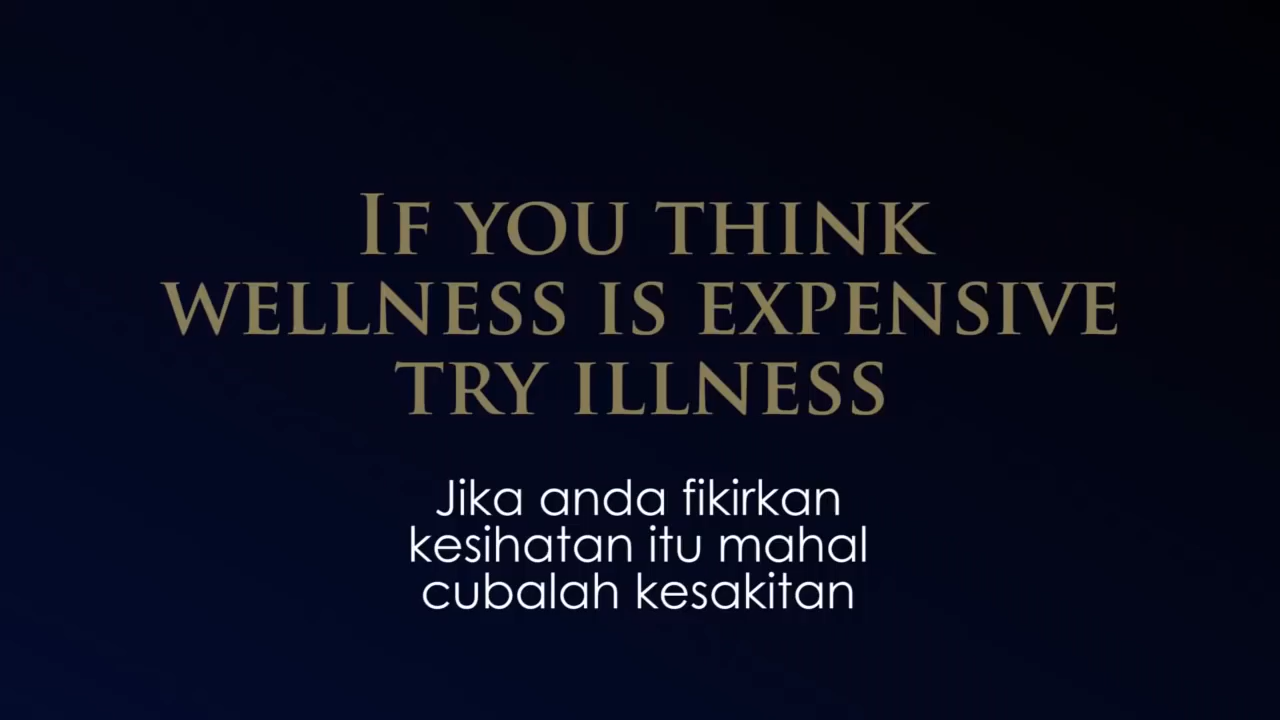 If you think
wellness is expensive
try illness
Jika anda fikirkan
kesihatan itu mahal
cubalah kesakitan